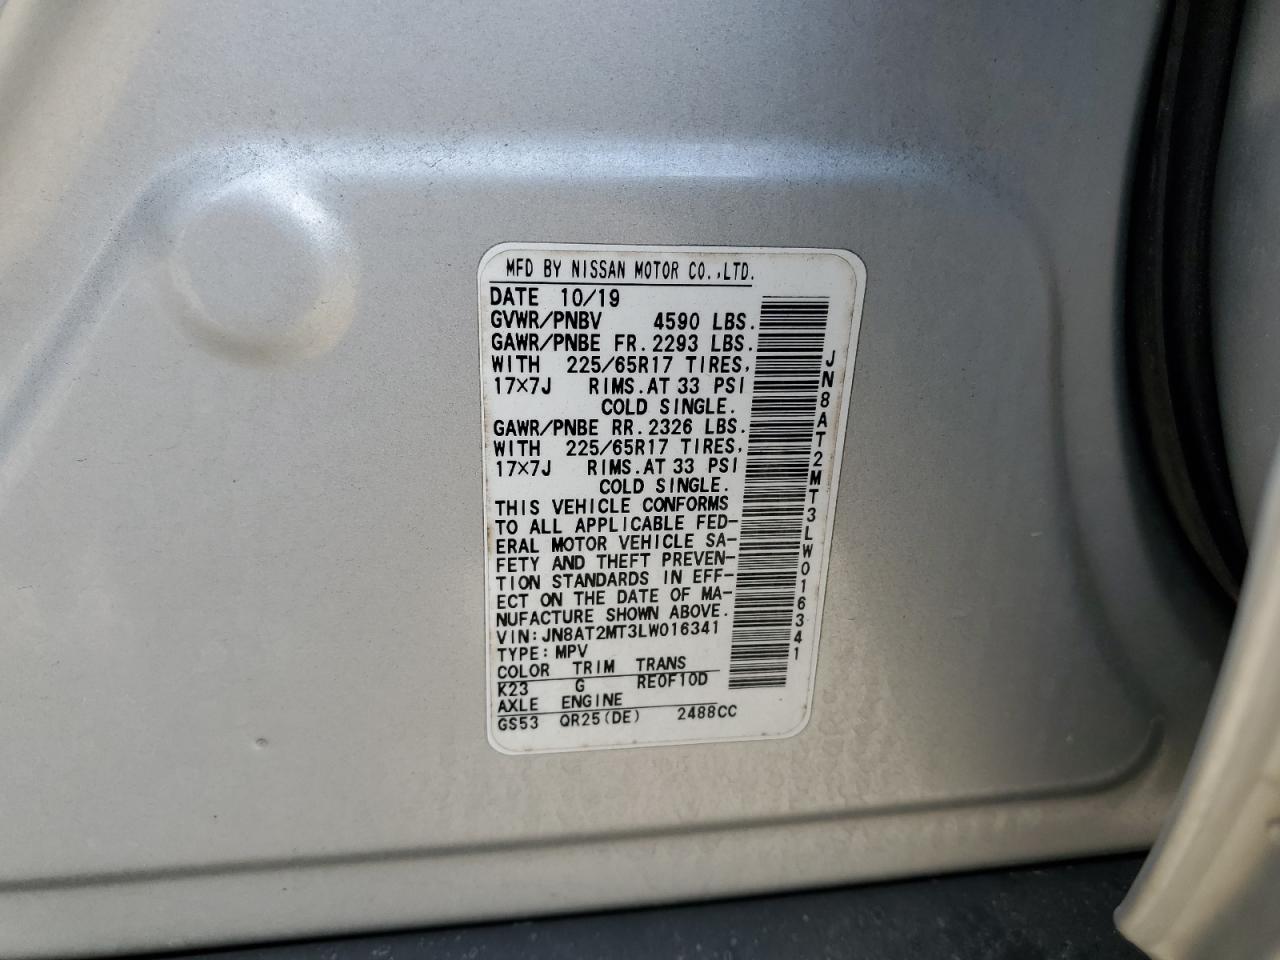 MFD BY NISSAN MOTOR CO.,LTD.
DATE 10/19
GVWR/PNBV 4590 LBS.
GAWR/PNBE FR. 2293 LBS.
WITH 225/65R17 TIRES,
17×7J RIMS. AT 33 PSI
COLD SINGLE.
GAWR/PNBE RR. 2326 LBS.
WITH 225/65R17 TIRES,
17×7J RIMS. AT 33 PSI
COLD SINGLE.
THIS VEHICLE CONFORMS
TO ALL APPLICABLE FED-
ERAL MOTOR VEHICLE SA-
FETY AND THEFT PREVEN-
TION STANDARDS IN EFF-
ECT ON THE DATE OF MA-
NUFACTURE SHOWN ABOVE.
VIN: JN8AT2MT3LW016341
TYPE: MPV
COLOR TRIM TRANS
K23 G RE0F10D
AXLE ENGINE
GS53 QR25(DE) 2488CC
JN8AT2MT3LW016341